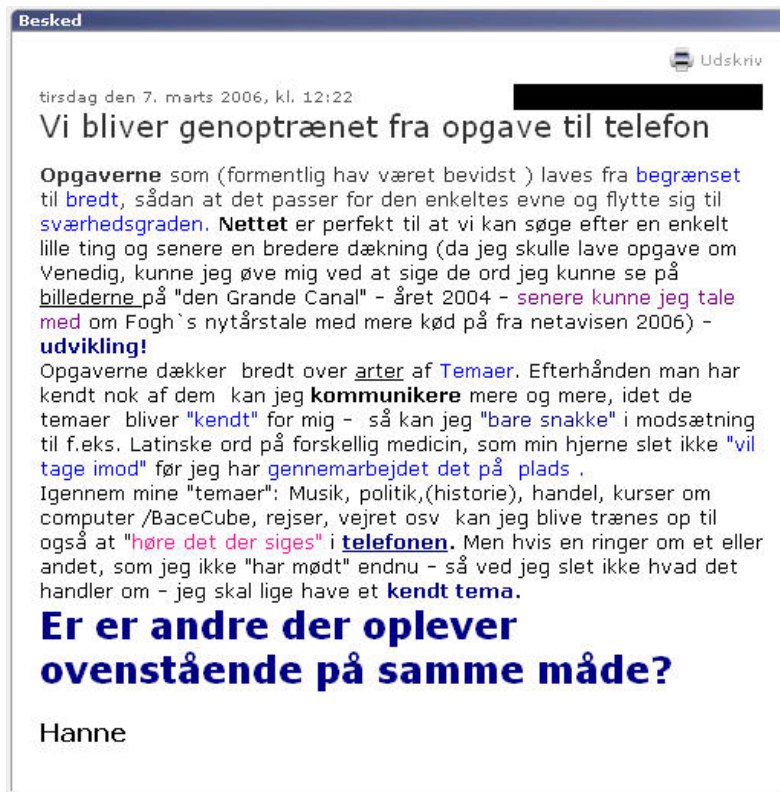 Besked
Udskriv
tirsdag den 7. marts 2006, kl. 12:22
Vi bliver genoptrænet fra opgave til telefon
Opgaverne som (formentlig hav været bevidst ) laves fra begrænset
til bredt, sådan at det passer for den enkeltes evne og flytte sig til
sværhedsgraden. Nettet er perfekt til at vi kan søge efter en enkelt
lille ting og senere en bredere dækning (da jeg skulle lave opgave om
Venedig, kunne jeg øve mig ved at sige de ord jeg kunne se på
billederne på "den Grande Canal" – året 2004 – senere kunne jeg tale
med om Fogh`s nytårstale med mere kød på fra netavisen 2006) –
udvikling!
Opgaverne dækker  bredt over arter af Temaer. Efterhånden man har
kendt nok af dem  kan jeg kommunikere mere og mere, idet de
temaer  bliver "kendt" for mig –  så kan jeg "bare snakke" i modsætning
til f.eks. Latinske ord på forskellig medicin, som min hjerne slet ikke "vil
tage imod" før jeg har gennemarbejdet det på  plads .
Igennem mine "temaer": Musik, politik,(historie), handel, kurser om
computer /BaceCube, rejser, vejret osv  kan jeg blive trænes op til
også at "høre det der siges" i telefonen. Men hvis en ringer om et eller
andet, som jeg ikke "har mødt" endnu – så ved jeg slet ikke hvad det
handler om – jeg skal lige have et kendt tema.
Er er andre der oplever
ovenstående på samme måde?
Hanne